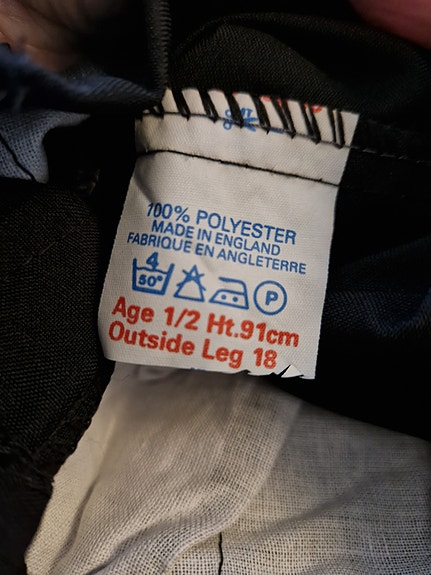 100% POLYESTER
MADE IN ENGLAND
FABRIQUE EN ANGLETERRE
4
50° P
Age 1/2 Ht.91cm
Outside Leg 18